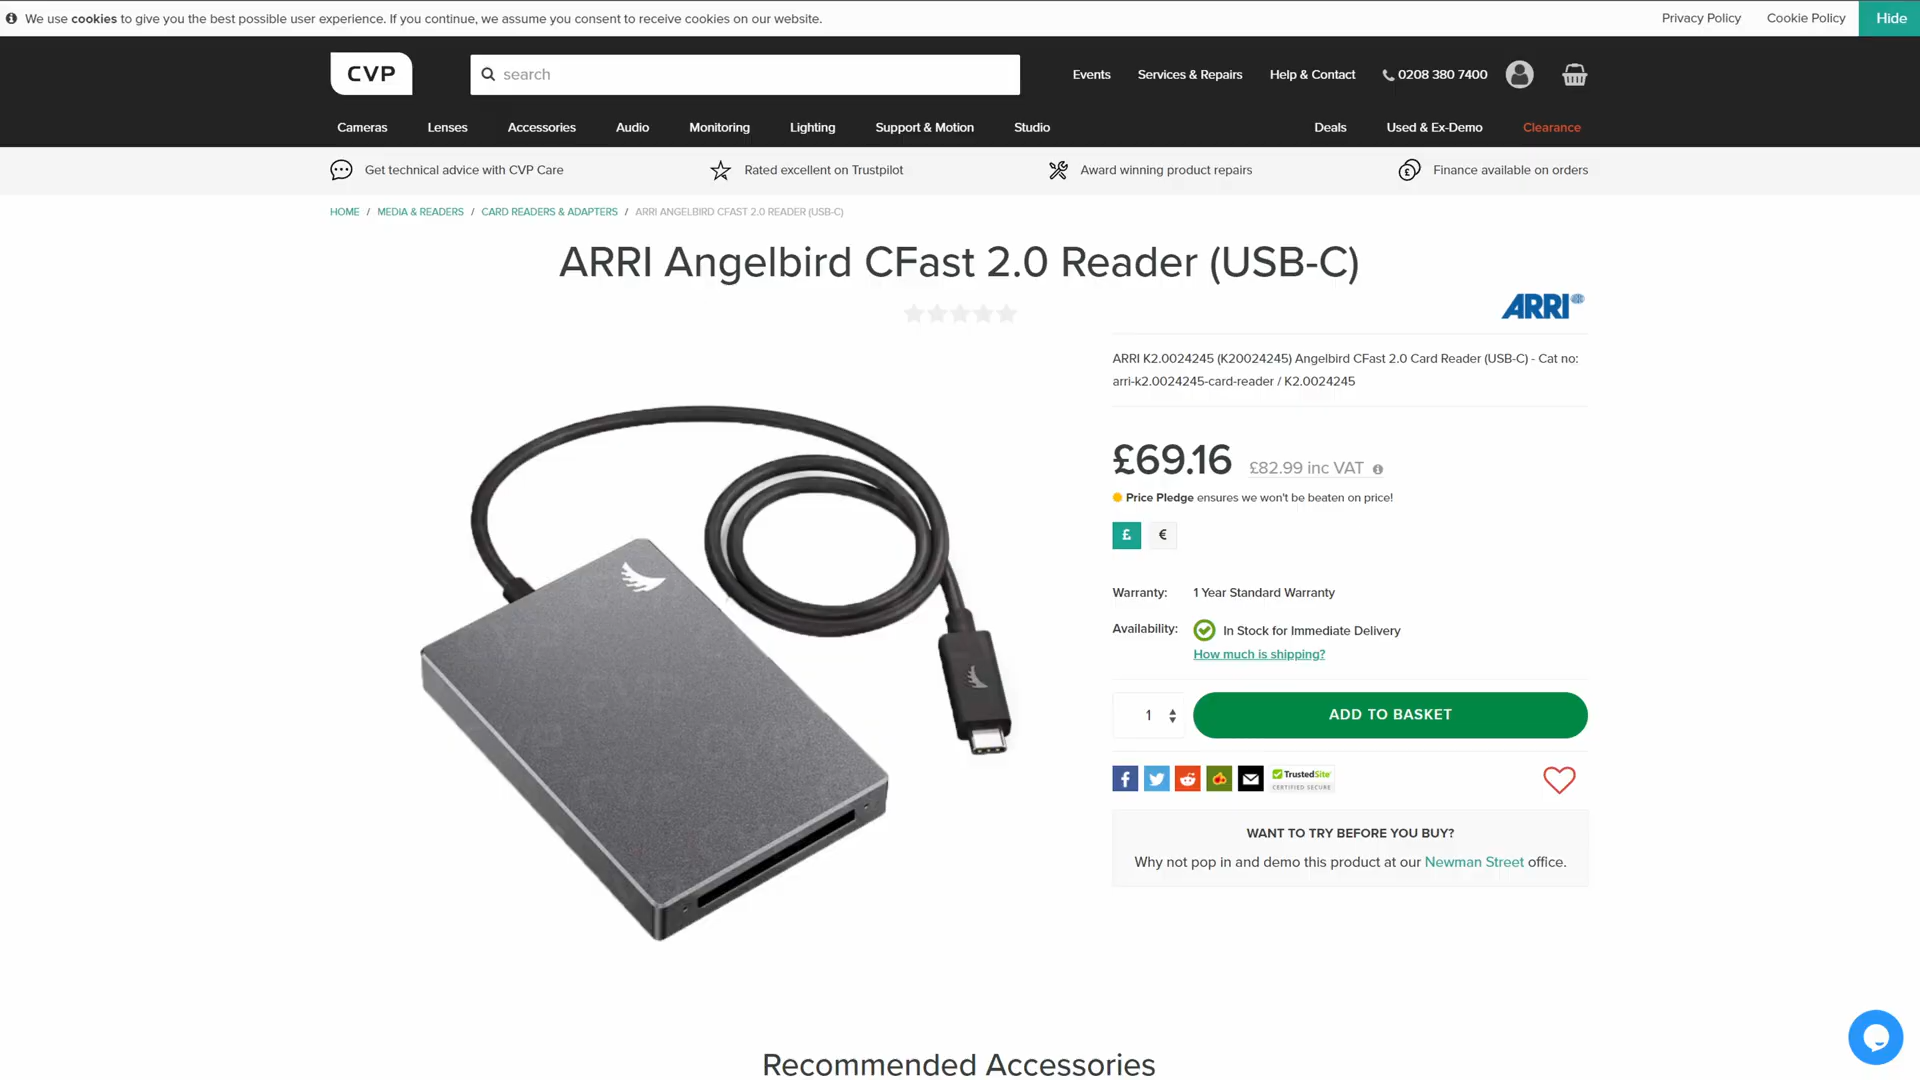 We use cookies to give you the best possible user experience. If you continue, we assume you consent to receive cookies on our website.
Privacy Policy
Cookie Policy
Hide
CVP
search
Events
Services & Repairs
Help & Contact
0208 380 7400
Cameras
Lenses
Accessories
Audio
Monitoring
Lighting
Support & Motion
Studio
Deals
Used & Ex-Demo
Clearance
Get technical advice with CVP Care
Rated excellent on Trustpilot
Award winning product repairs
Finance available on orders
HOME / MEDIA & READERS / CARD READERS & ADAPTERS / ARRI ANGELBIRD CFAST 2.0 READER (USB-C)
ARRI Angelbird CFast 2.0 Reader (USB-C)
ARRI
ARRI K2.0024245 (K20024245) Angelbird CFast 2.0 Card Reader (USB-C) - Cat no:
arri-k2.0024245-card-reader / K2.0024245
£69.16 £82.99 inc VAT
Price Pledge ensures we won't be beaten on price!
£ €
Warranty: 1 Year Standard Warranty
Availability: In Stock for Immediate Delivery
How much is shipping?
1
ADD TO BASKET
TrustedSite
CERTIFIED SECURE
WANT TO TRY BEFORE YOU BUY?
Why not pop in and demo this product at our Newman Street office.
Recommended Accessories